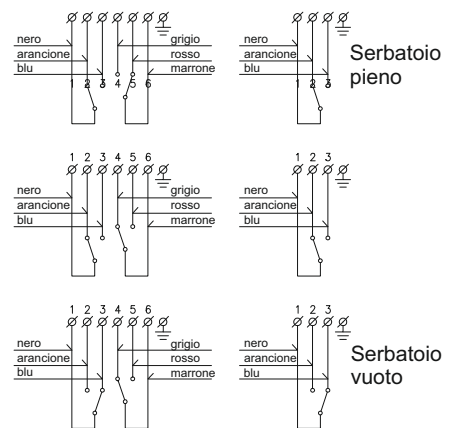 nero grigio nero
arancione rosso arancione
blu marrone blu
Serbatoio
pieno
1 2 3 4 5 6 1 2 3
1 2 3 4 5 6 1 2 3
nero grigio nero
arancione rosso arancione
blu marrone blu
1 2 3 4 5 6 1 2 3
nero grigio nero
arancione rosso arancione
blu marrone blu
Serbatoio
vuoto